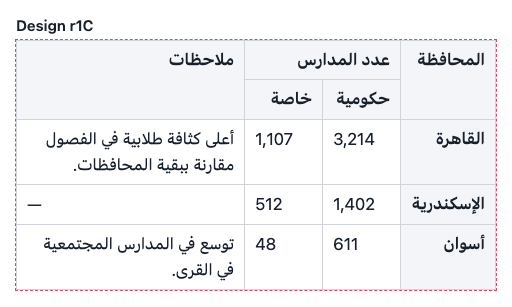 Design r1C
المحافظة
عدد المدارس
ملاحظات
حكومية
خاصة
القاهرة
3,214
1,107
أعلى كثافة طلابية في الفصول
مقارنة ببقية المحافظات.
الإسكندرية
1,402
512
—
أسوان
611
48
توسع في المدارس المجتمعية
في القرى.